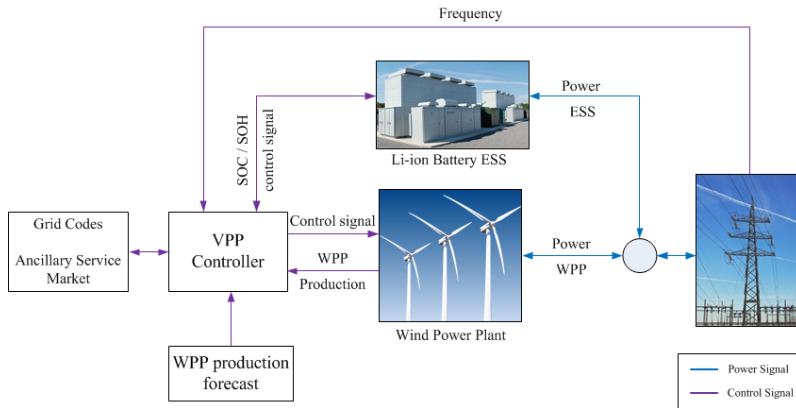 Frequency
Power
ESS
SOC / SOH
control signal
Li-ion Battery ESS
Grid Codes
Ancillary Service
Market
VPP
Controller
Control signal
WPP
Production
Power
WPP
Wind Power Plant
WPP production
forecast
Power Signal
Control Signal